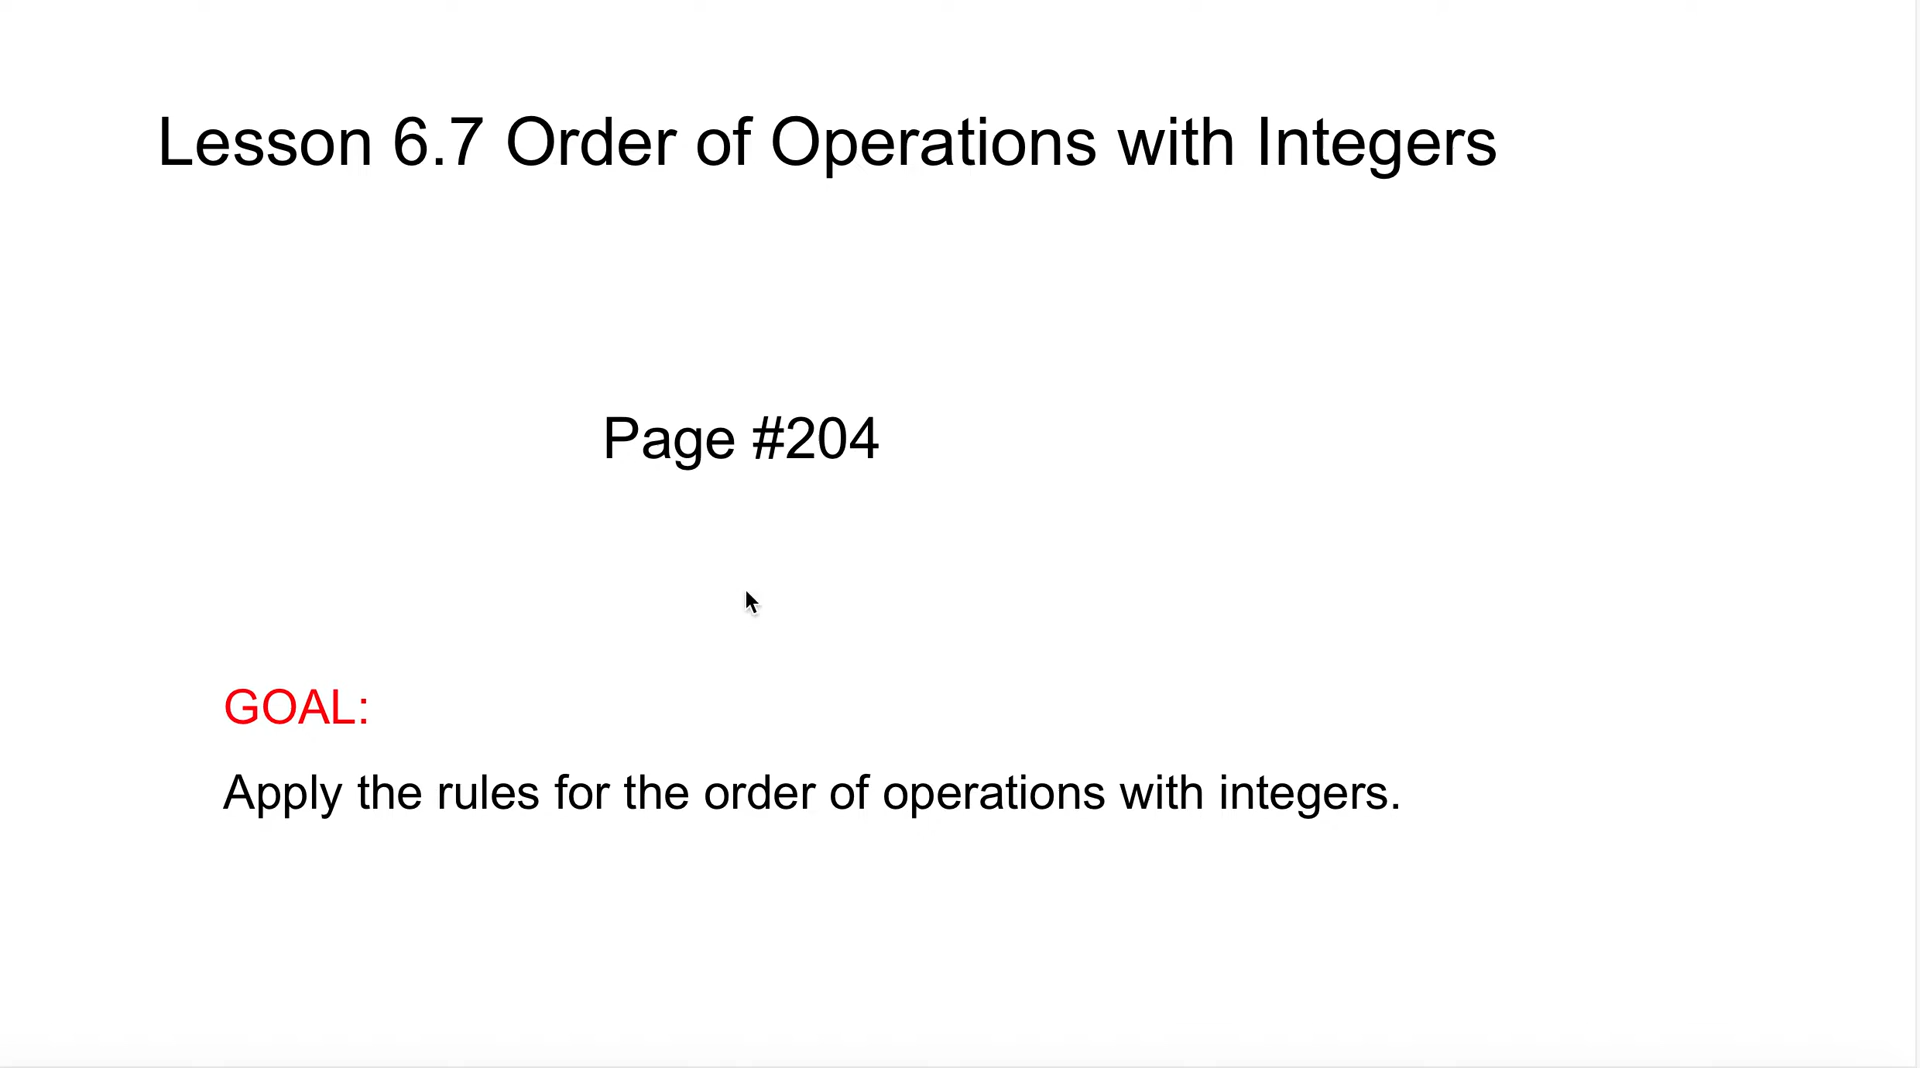 Lesson 6.7 Order of Operations with Integers
Page #204
GOAL:
Apply the rules for the order of operations with integers.